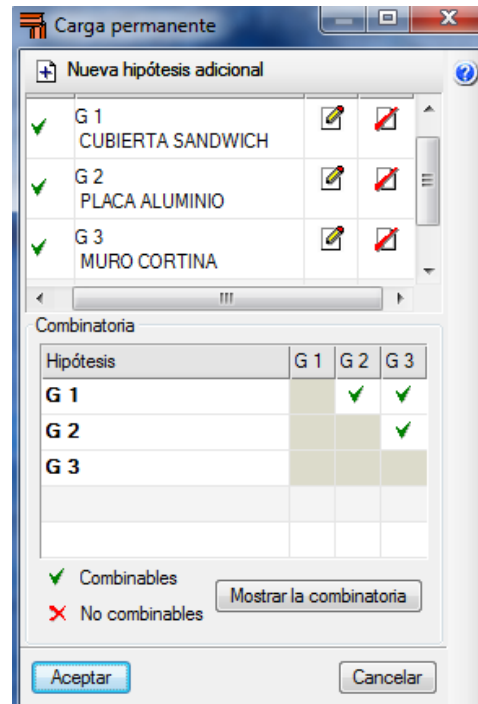 Carga permanente
Nueva hipótesis adicional
G 1
CUBIERTA SANDWICH
G 2
PLACA ALUMINIO
G 3
MURO CORTINA
Combinatoria
Hipótesis G 1 G 2 G 3
G 1
G 2
G 3
Combinables
No combinables
Mostrar la combinatoria
Aceptar Cancelar